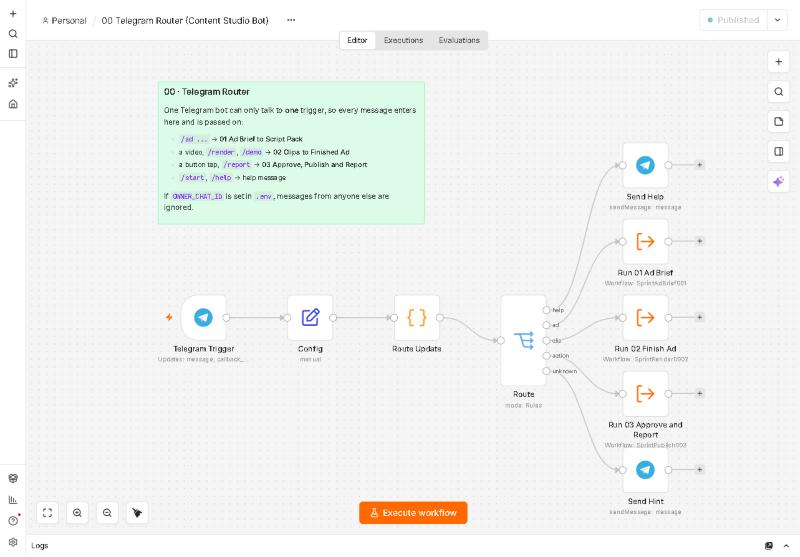 Personal / 00 Telegram Router (Content Studio Bot) ...
Published
Editor Executions Evaluations
00 · Telegram Router
One Telegram bot can only talk to one trigger, so every message enters
here and is passed on:
/ad ... → 01 Ad Brief to Script Pack
a video, /render, /demo → 02 Clips to Finished Ad
a button tap, /report → 03 Approve, Publish and Report
/start, /help → help message
If OWNER_CHAT_ID is set in .env, messages from anyone else are
ignored.
Send Help
sendMessage: message
Run 01 Ad Brief
Workflow: SprintAdBrief001
Telegram Trigger
Updates: message, callback_...
Config
manual
Route Update
help
ad
clip
action
unknown
Route
mode: Rules
Run 02 Finish Ad
Workflow: SprintRender0002
Run 03 Approve and
Report
Workflow: SprintPublish003
Send Hint
sendMessage: message
Execute workflow
Logs